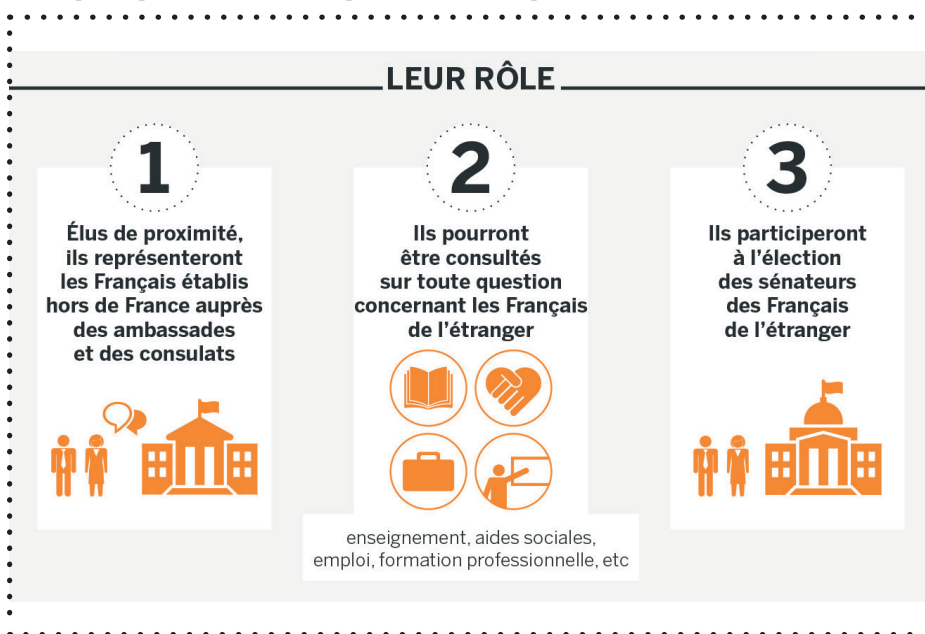 LEUR RÔLE
1
Élus de proximité,
ils représenteront
les Français établis
hors de France auprès
des ambassades
et des consulats
2
Ils pourront
être consultés
sur toute question
concernant les Français
de l'étranger
enseignement, aides sociales,
emploi, formation professionnelle, etc
3
Ils participeront
à l'élection
des sénateurs
des Français
de l'étranger